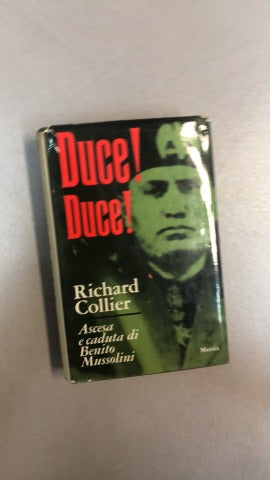 Duce!
Duce!
Richard
Collier
Ascesa
e caduta di
Benito
Mussolini
Mursia